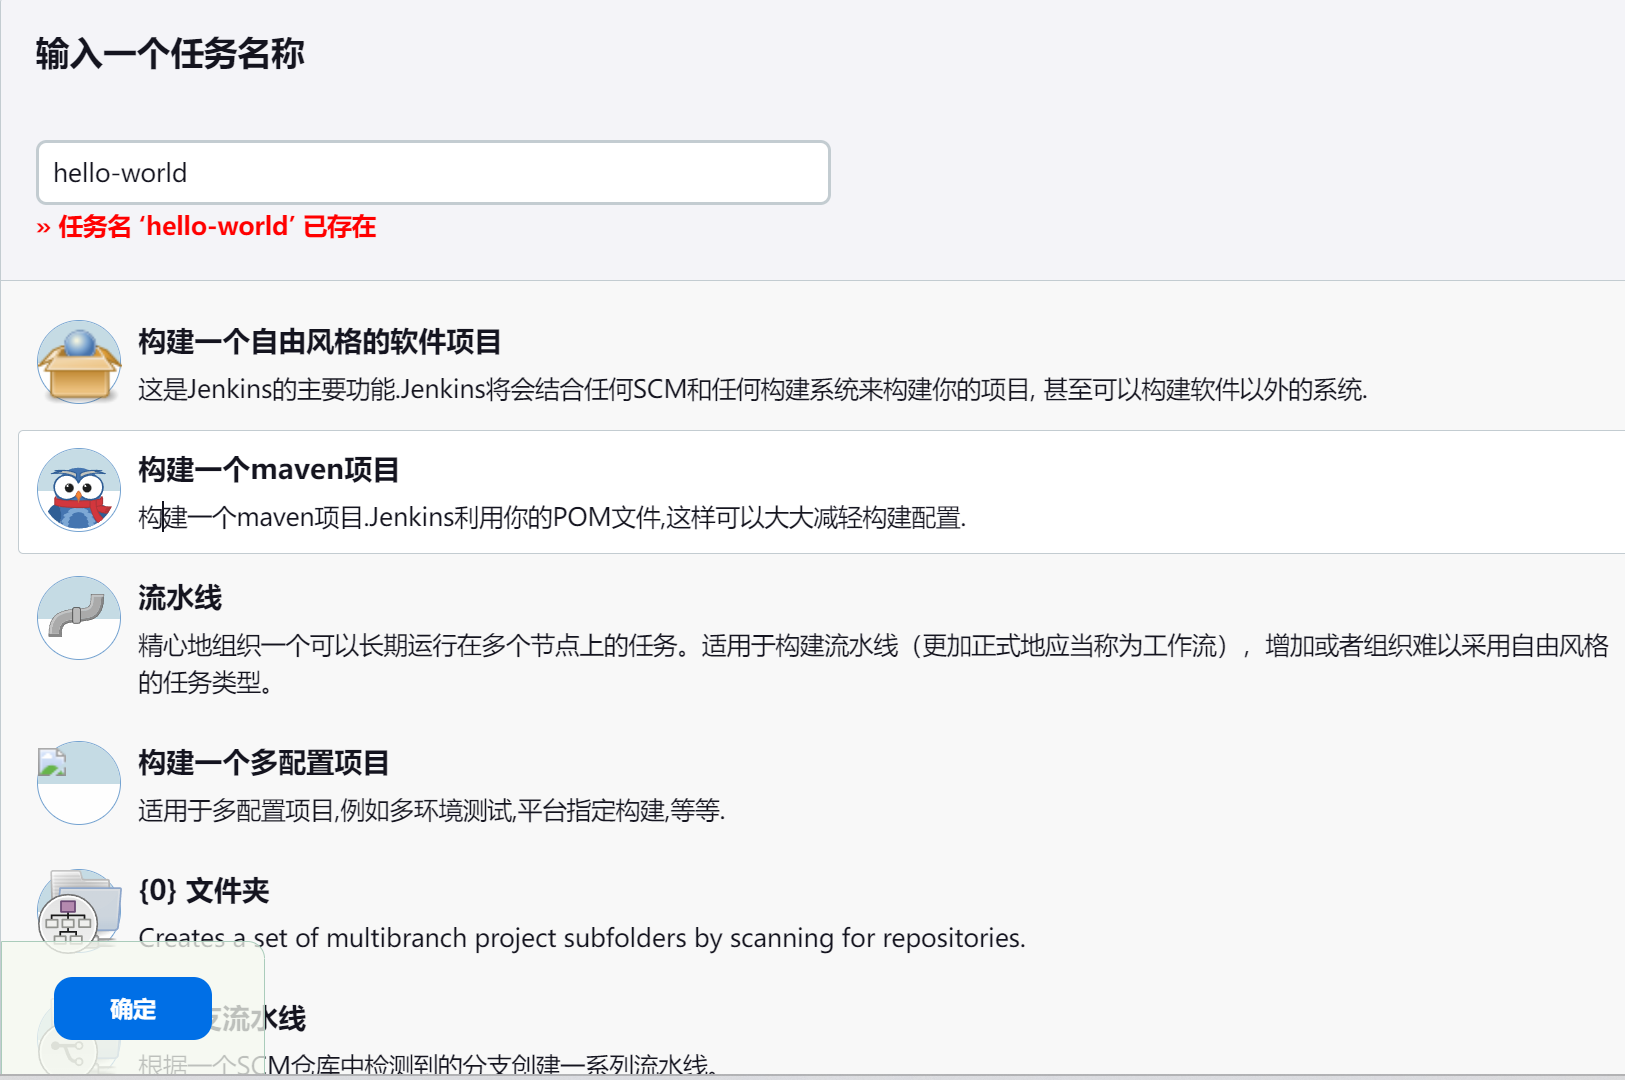 输入一个任务名称
hello-world
» 任务名 ‘hello-world’ 已存在
构建一个自由风格的软件项目
这是Jenkins的主要功能.Jenkins将会结合任何SCM和任何构建系统来构建你的项目, 甚至可以构建软件以外的系统.
构建一个maven项目
构建一个maven项目.Jenkins利用你的POM文件,这样可以大大减轻构建配置.
流水线
精心地组织一个可以长期运行在多个节点上的任务。适用于构建流水线（更加正式地应当称为工作流），增加或者组织难以采用自由风格
的任务类型。
构建一个多配置项目
适用于多配置项目,例如多环境测试,平台指定构建,等等.
{0} 文件夹
Creates a set of multibranch project subfolders by scanning for repositories.
确定
支流水线
根据一个SCM仓库中检测到的分支创建一系列流水线。